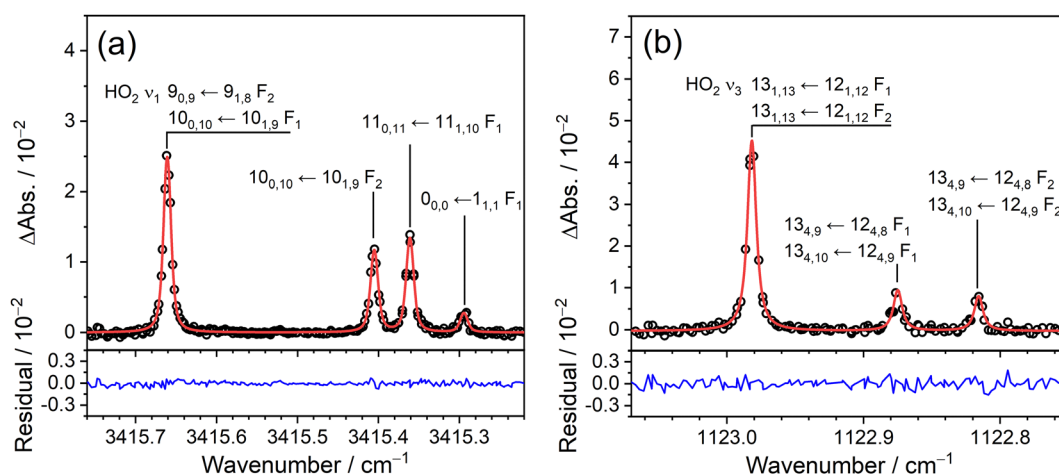 (a)
4
3
2
1
0
ΔAbs. / 10⁻²
HO₂ ν₁ 9₀,₉ ← 9₁,₈ F₂
10₀,₁₀ ← 10₁,₉ F₁
11₀,₁₁ ← 11₁,₁₀ F₁
10₀,₁₀ ← 10₁,₉ F₂
0₀,₀ ← 1₁,₁ F₁
0.3
0.0
-0.3
Residual / 10⁻²
3415.7 3415.6 3415.5 3415.4 3415.3
Wavenumber / cm⁻¹
(b)
7
6
5
4
3
2
1
0
ΔAbs. / 10⁻²
HO₂ ν₃ 13₁,₁₃ ← 12₁,₁₂ F₁
13₁,₁₃ ← 12₁,₁₂ F₂
13₄,₉ ← 12₄,₈ F₂
13₄,₁₀ ← 12₄,₉ F₂
13₄,₉ ← 12₄,₈ F₁
13₄,₁₀ ← 12₄,₉ F₁
0.3
0.0
-0.3
Residual / 10⁻²
1123.0 1122.9 1122.8
Wavenumber / cm⁻¹